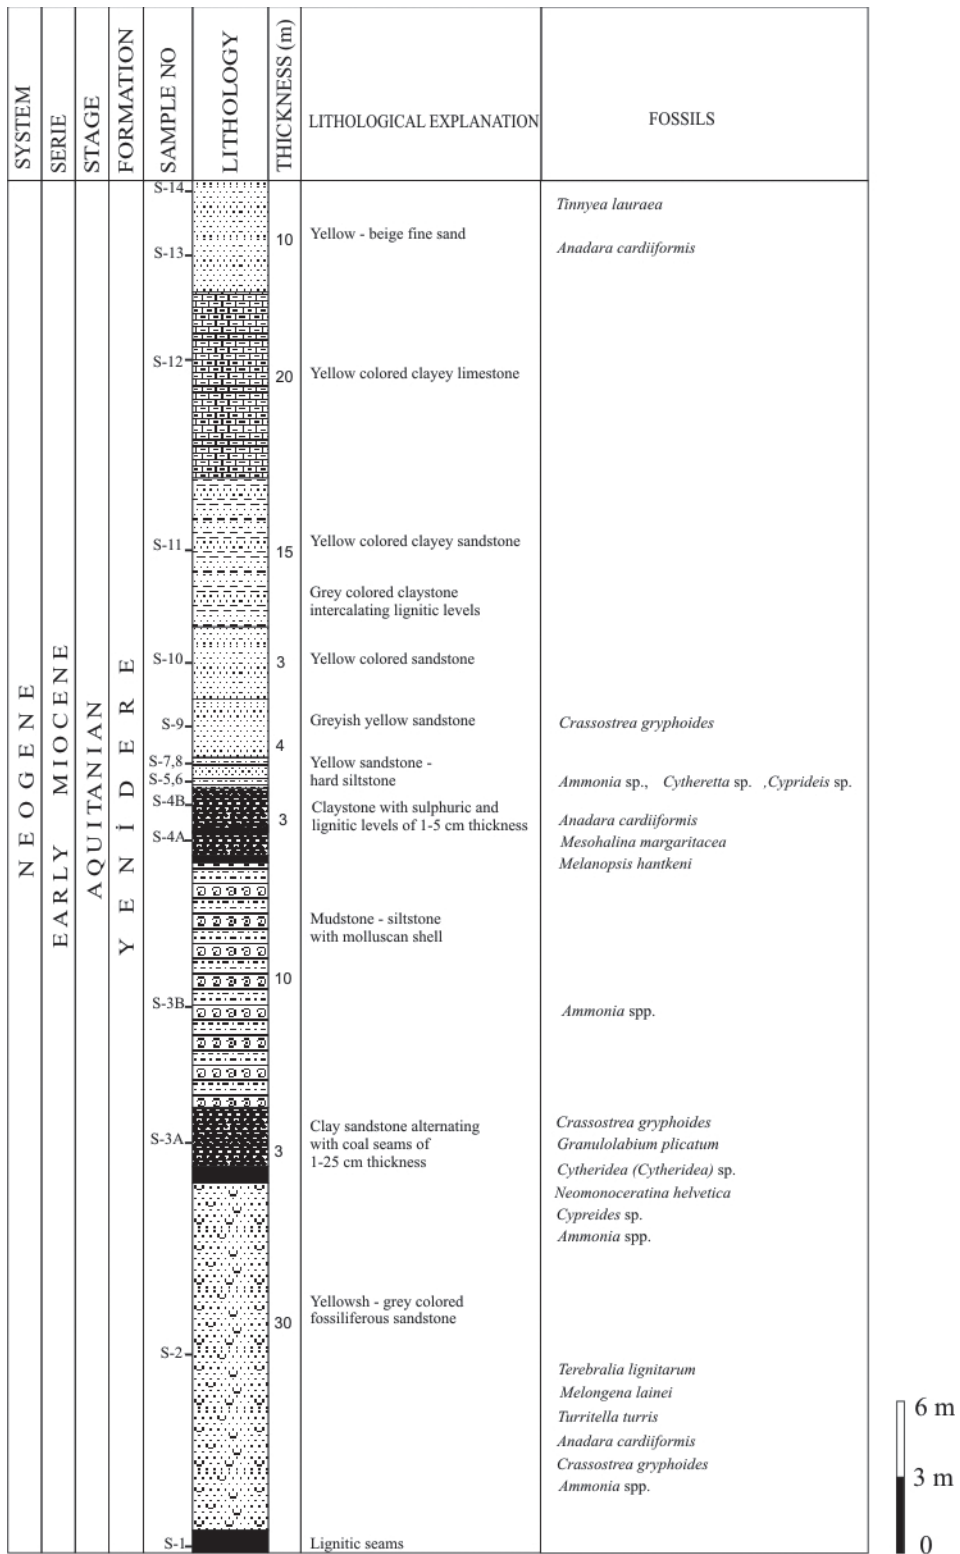 SYSTEM
SERIE
STAGE
FORMATION
SAMPLE NO
LITHOLOGY
THICKNESS (m)
LITHOLOGICAL EXPLANATION
FOSSILS
NEOGENE
EARLY MIOCENE
AQUITANIAN
YENİDERE
S-14
Tinnyea lauraea
10
Yellow - beige fine sand
S-13
Anadara cardiiformis
S-12
20
Yellow colored clayey limestone
S-11
15
Yellow colored clayey sandstone
Grey colored claystone
intercalating lignitic levels
S-10
3
Yellow colored sandstone
S-9
Greyish yellow sandstone
Crassostrea gryphoides
4
S-7,8
Yellow sandstone -
hard siltstone
S-5,6
Ammonia sp., Cytheretta sp. ,Cyprideis sp.
S-4B
Claystone with sulphuric and
lignitic levels of 1-5 cm thickness
3
S-4A
Anadara cardiiformis
Mesohalina margaritacea
Melanopsis hantkeni
Mudstone - siltstone
with molluscan shell
10
S-3B
Ammonia spp.
S-3A
3
Clay sandstone alternating
with coal seams of
1-25 cm thickness
Crassostrea gryphoides
Granulolabium plicatum
Cytheridea (Cytheridea) sp.
Neomonoceratina helvetica
Cypreides sp.
Ammonia spp.
30
Yellowsh - grey colored
fossiliferous sandstone
S-2
Terebralia lignitarum
Melongena lainei
Turritella turris
Anadara cardiiformis
Crassostrea gryphoides
Ammonia spp.
S-1
Lignitic seams
6 m
3 m
0